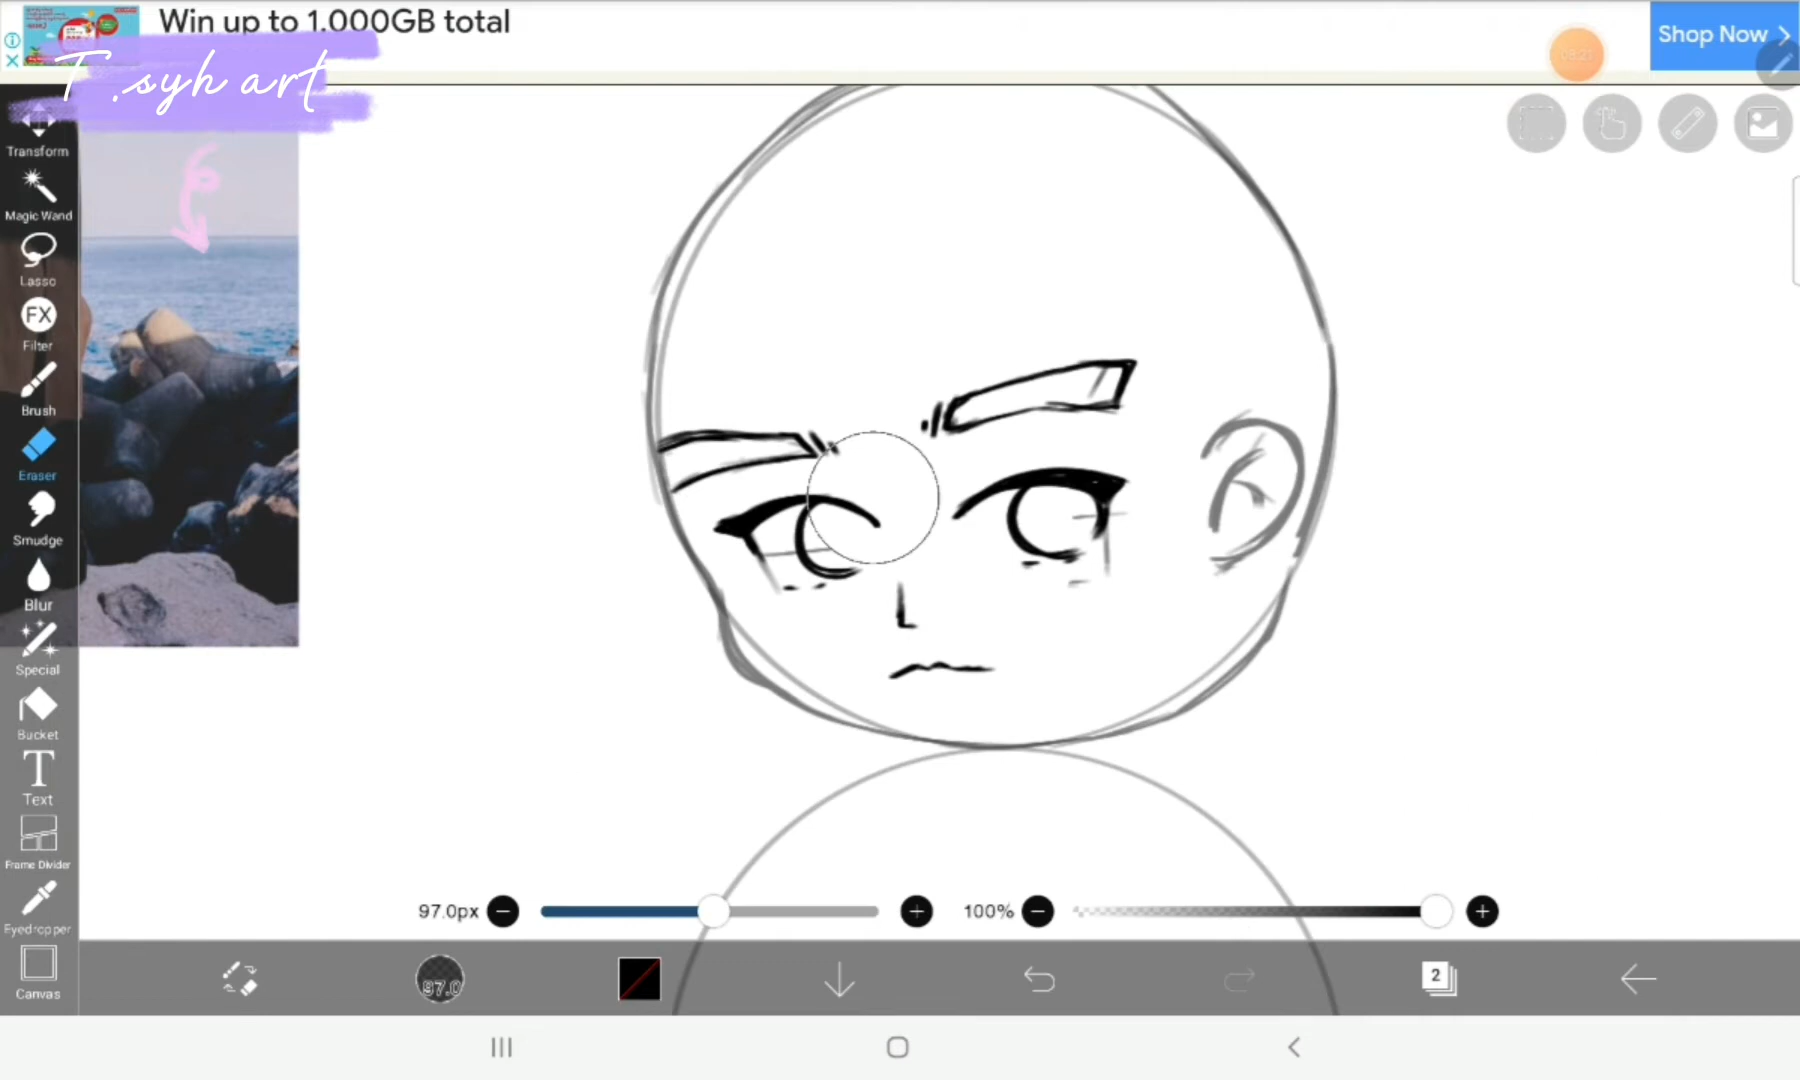 Win up to 1.000GB total
Shop Now
T.syh art
Transform
Magic Wand
Lasso
FX
Filter
Brush
Eraser
Smudge
Blur
Special
Bucket
T
Text
Frame Divider
Eyedropper
Canvas
97.0px
100%
97.0
2